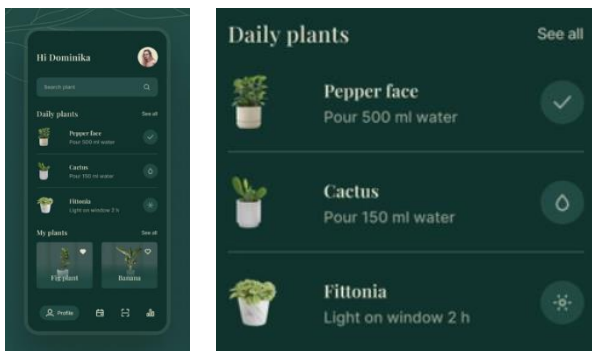 Hi Dominika
Search plant
Daily plants See all
Pepper face
Pour 500 ml water
Cactus
Pour 150 ml water
Fittonia
Light on window 2 h
My plants See all
Fig plant Banana
Profile
Daily plants See all
Pepper face
Pour 500 ml water
Cactus
Pour 150 ml water
Fittonia
Light on window 2 h